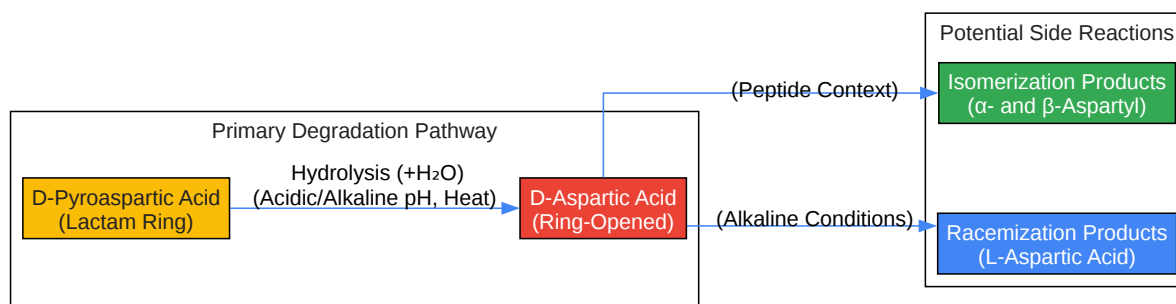 Potential Side Reactions
Isomerization Products
(α- and β-Aspartyl)
(Peptide Context)
Primary Degradation Pathway
Hydrolysis (+H₂O)
(Acidic/Alkaline pH, Heat)
D-Pyroaspartic Acid
(Lactam Ring)
D-Aspartic Acid
(Ring-Opened)
(Alkaline Conditions)
Racemization Products
(L-Aspartic Acid)